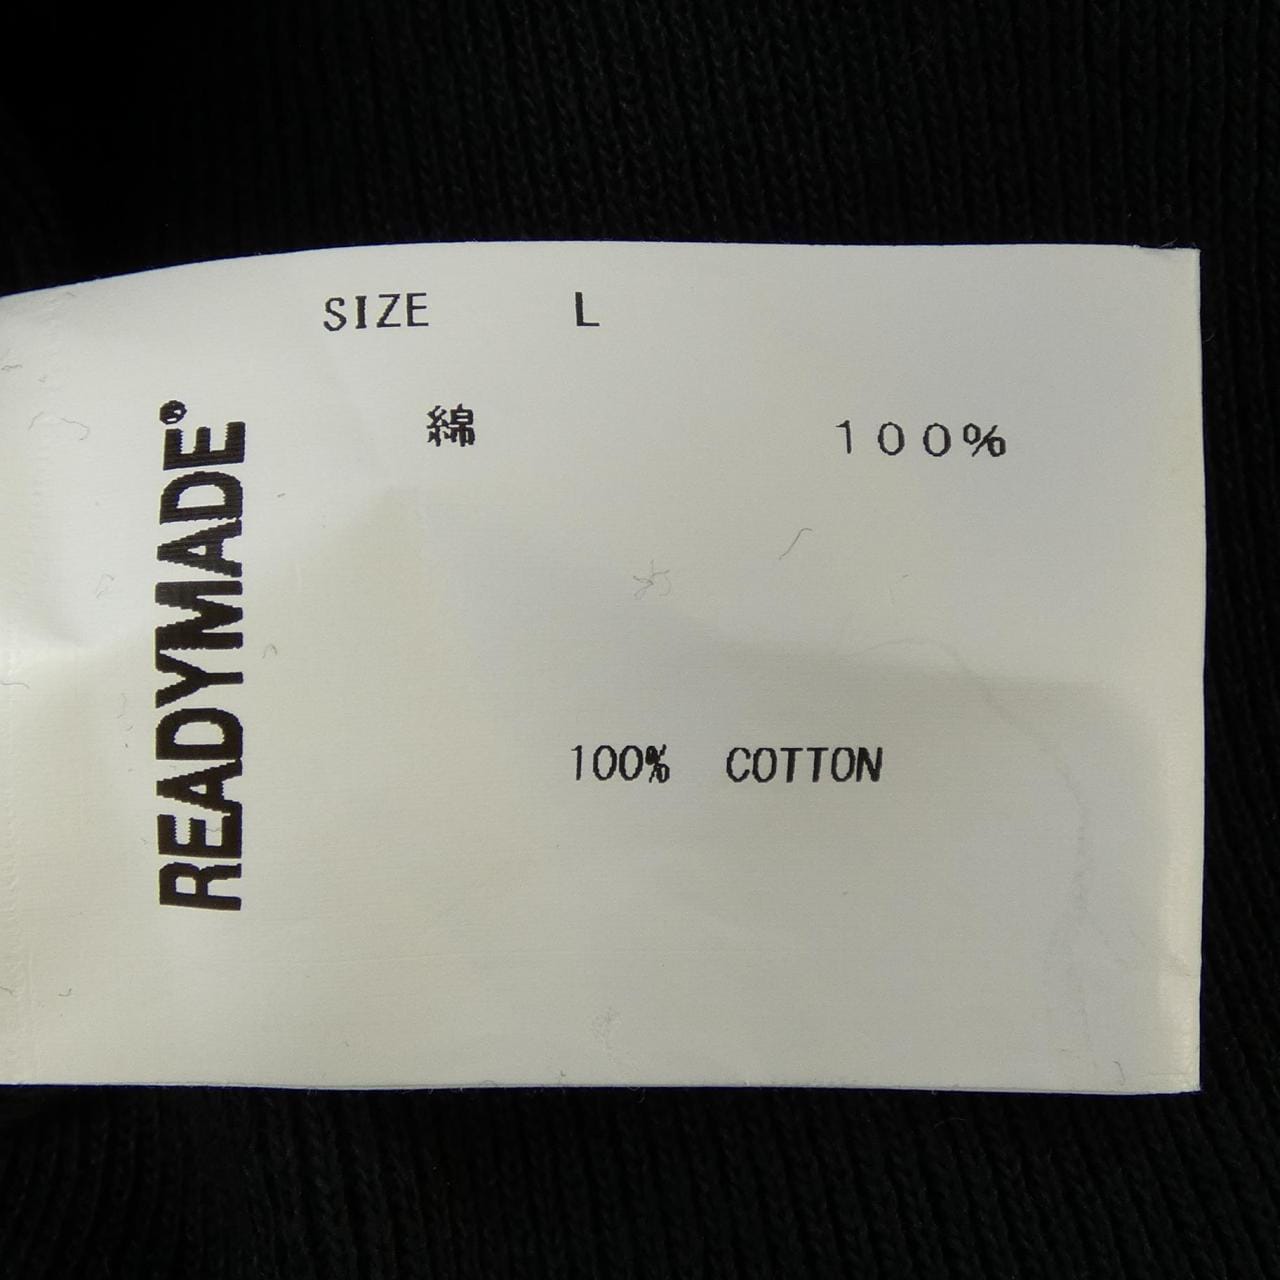 SIZE L
綿 100%
100% COTTON
READYMADE®